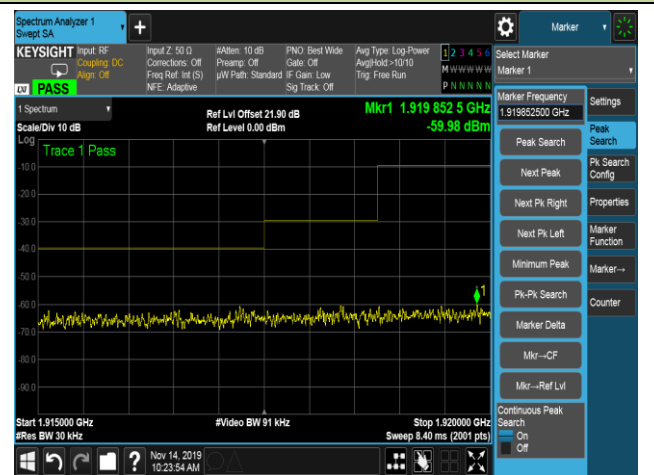 Spectrum Analyzer 1
Swept SA
Marker
KEYSIGHT
Input: RF
Coupling: DC
Align: Off
Input Z: 50 Ω
Corrections: Off
Freq Ref: Int (S)
NFE: Adaptive
#Atten: 10 dB
Preamp: Off
µW Path: Standard
PNO: Best Wide
Gate: Off
IF Gain: Low
Sig Track: Off
Avg Type: Log-Power
Avg|Hold:>10/10
Trig: Free Run
1 2 3 4 5 6
M W W W W W
P N N N N N
LXI
PASS
Select Marker
Marker 1
1 Spectrum
Scale/Div 10 dB
Log
Ref Lvl Offset 21.90 dB
Ref Level 0.00 dBm
Mkr1 1.919 852 5 GHz
-59.98 dBm
Trace 1 Pass
-10.0
-20.0
-30.0
-40.0
-50.0
-60.0
-70.0
-80.0
-90.0
1
Start 1.915000 GHz
#Res BW 30 kHz
#Video BW 91 kHz
Stop 1.920000 GHz
Sweep 8.40 ms (2001 pts)
Marker Frequency
1.919852500 GHz
Peak Search
Next Peak
Next Pk Right
Next Pk Left
Minimum Peak
Pk-Pk Search
Marker Delta
Mkr→CF
Mkr→Ref Lvl
Continuous Peak
Search
On
Off
Settings
Peak
Search
Pk Search
Config
Properties
Marker
Function
Marker→
Counter
Nov 14, 2019
10:23:54 AM